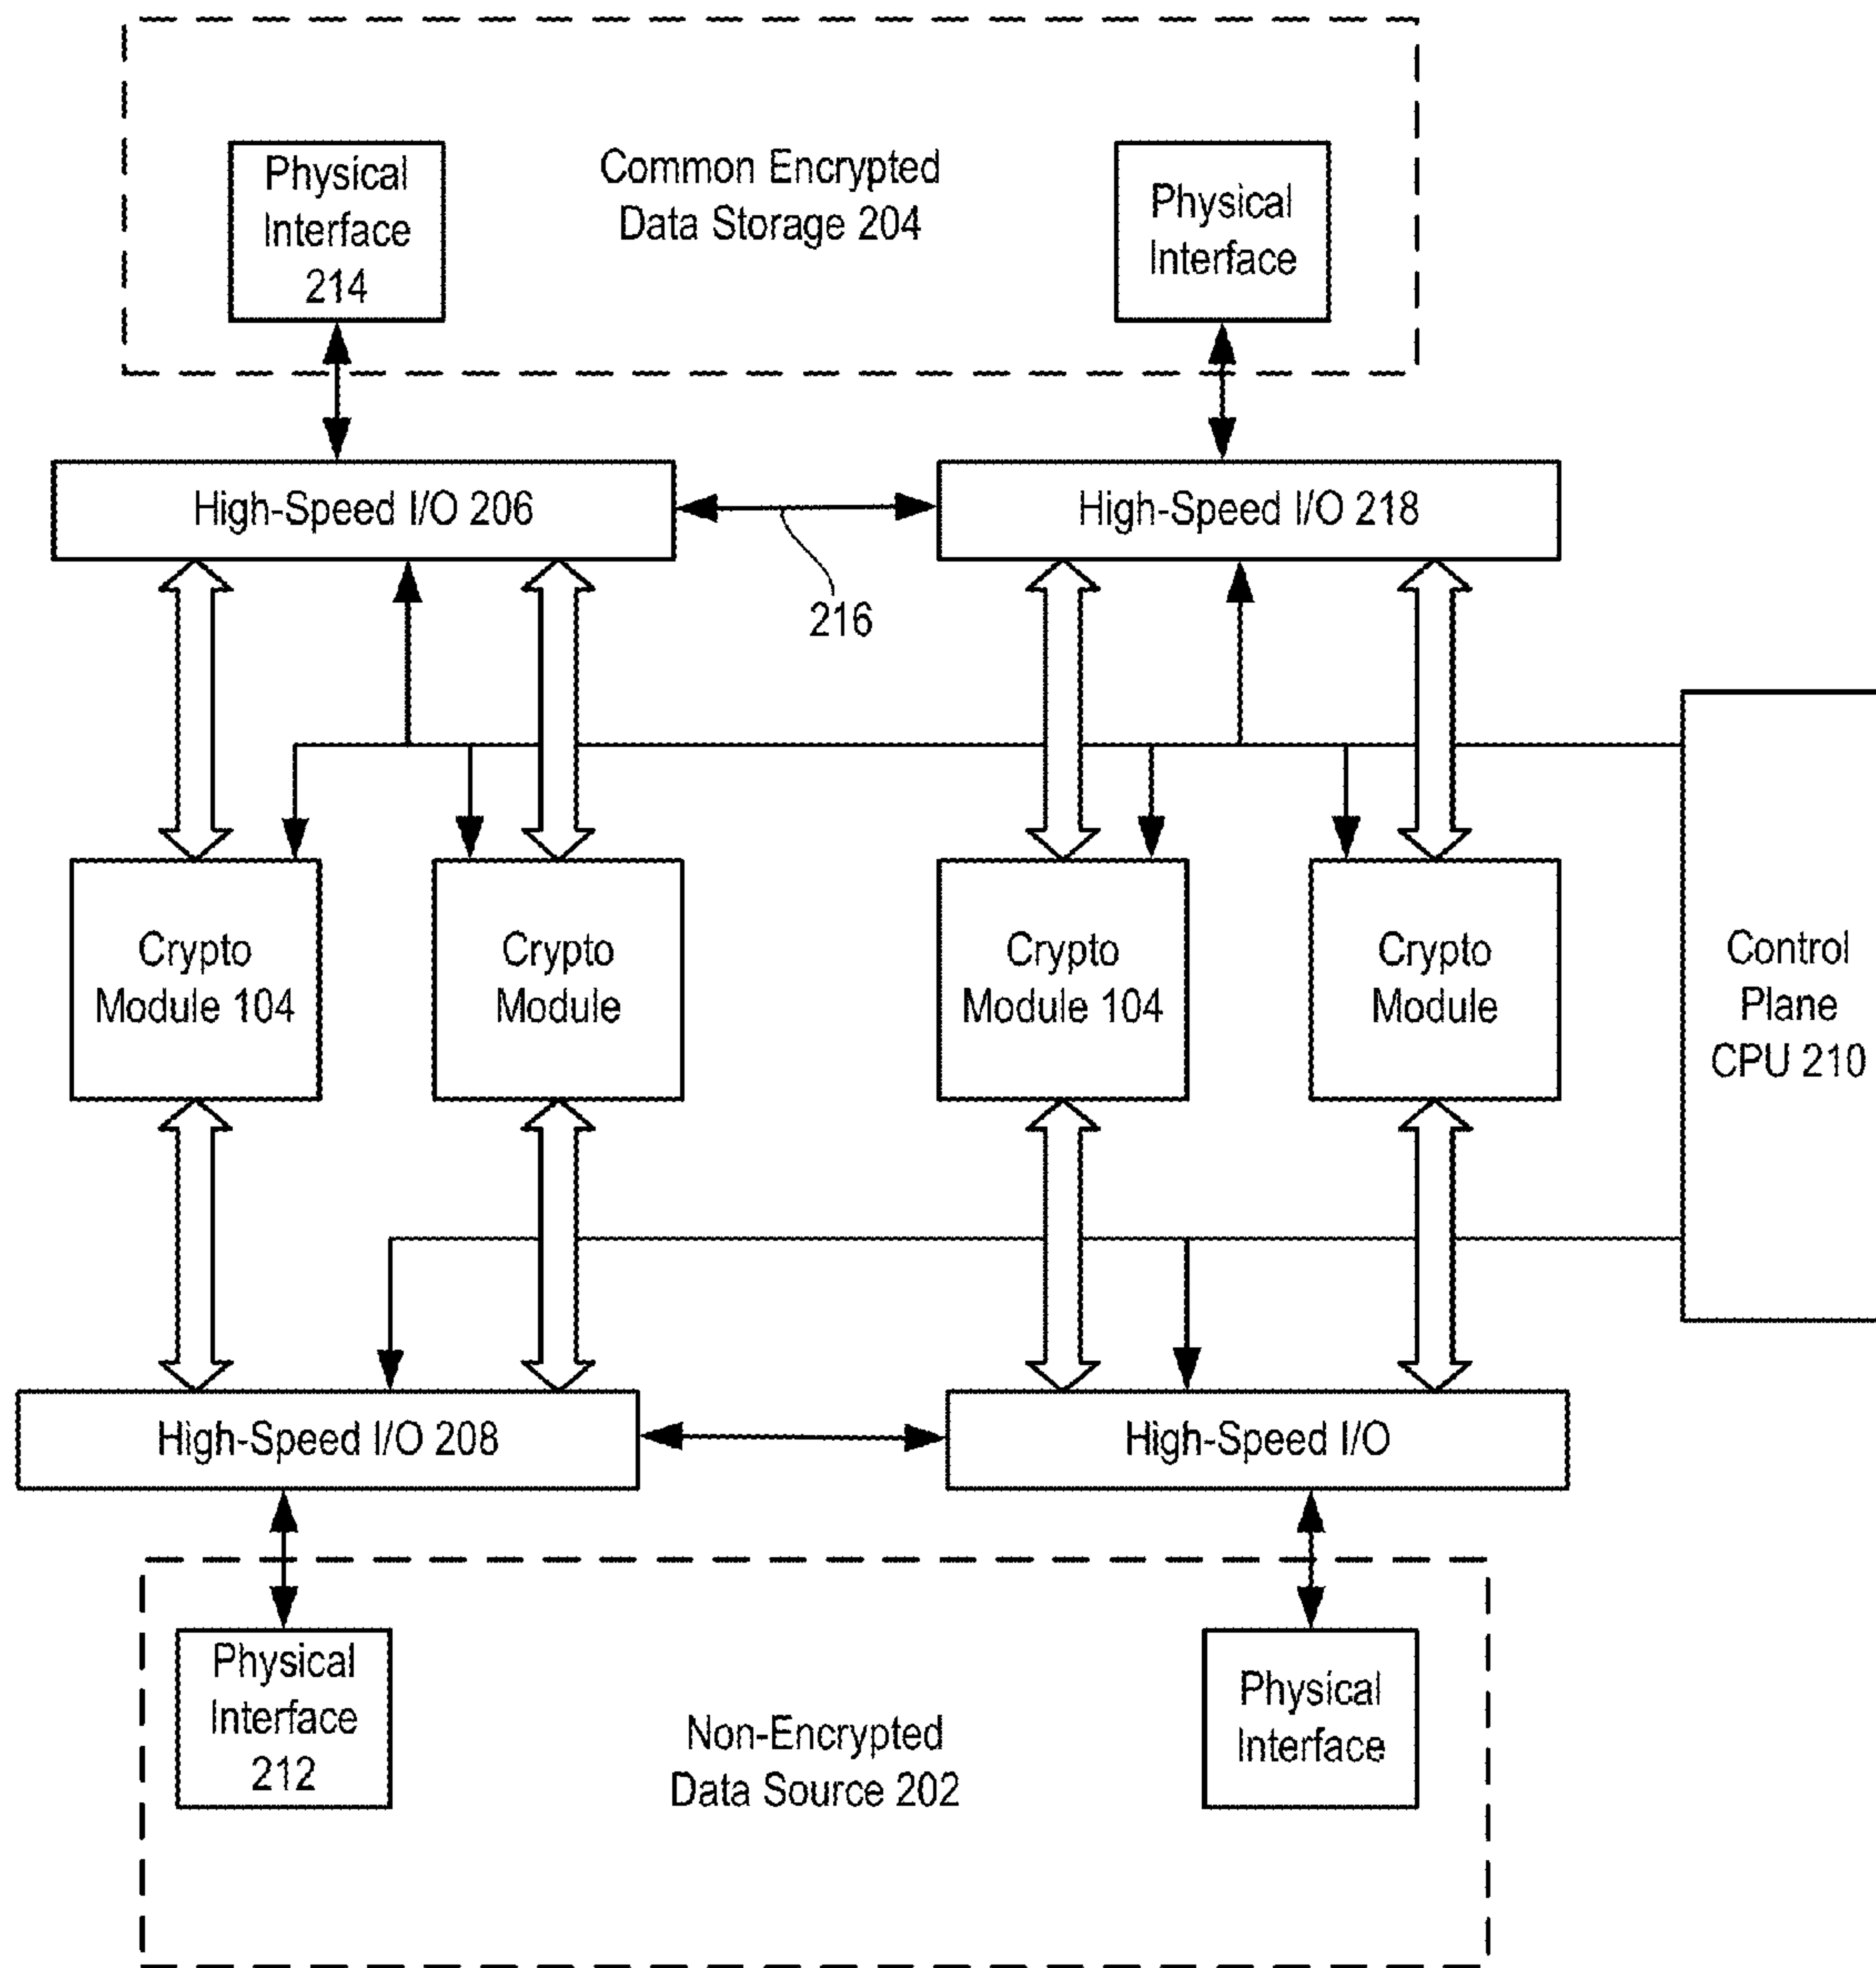 Physical
Interface
214
Common Encrypted
Data Storage 204
Physical
Interface
High-Speed I/O 206
High-Speed I/O 218
216
Crypto
Module 104
Crypto
Module
Crypto
Module 104
Crypto
Module
Control
Plane
CPU 210
High-Speed I/O 208
High-Speed I/O
Physical
Interface
212
Non-Encrypted
Data Source 202
Physical
Interface